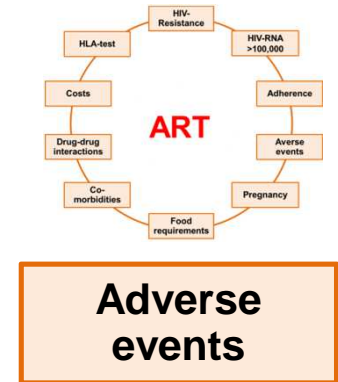 HIV-
Resistance
HLA-test
HIV-RNA
>100,000
Costs
Adherence
ART
Drug-drug
interactions
Averse
events
Co-
morbidities
Pregnancy
Food
requirements
Adverse
events